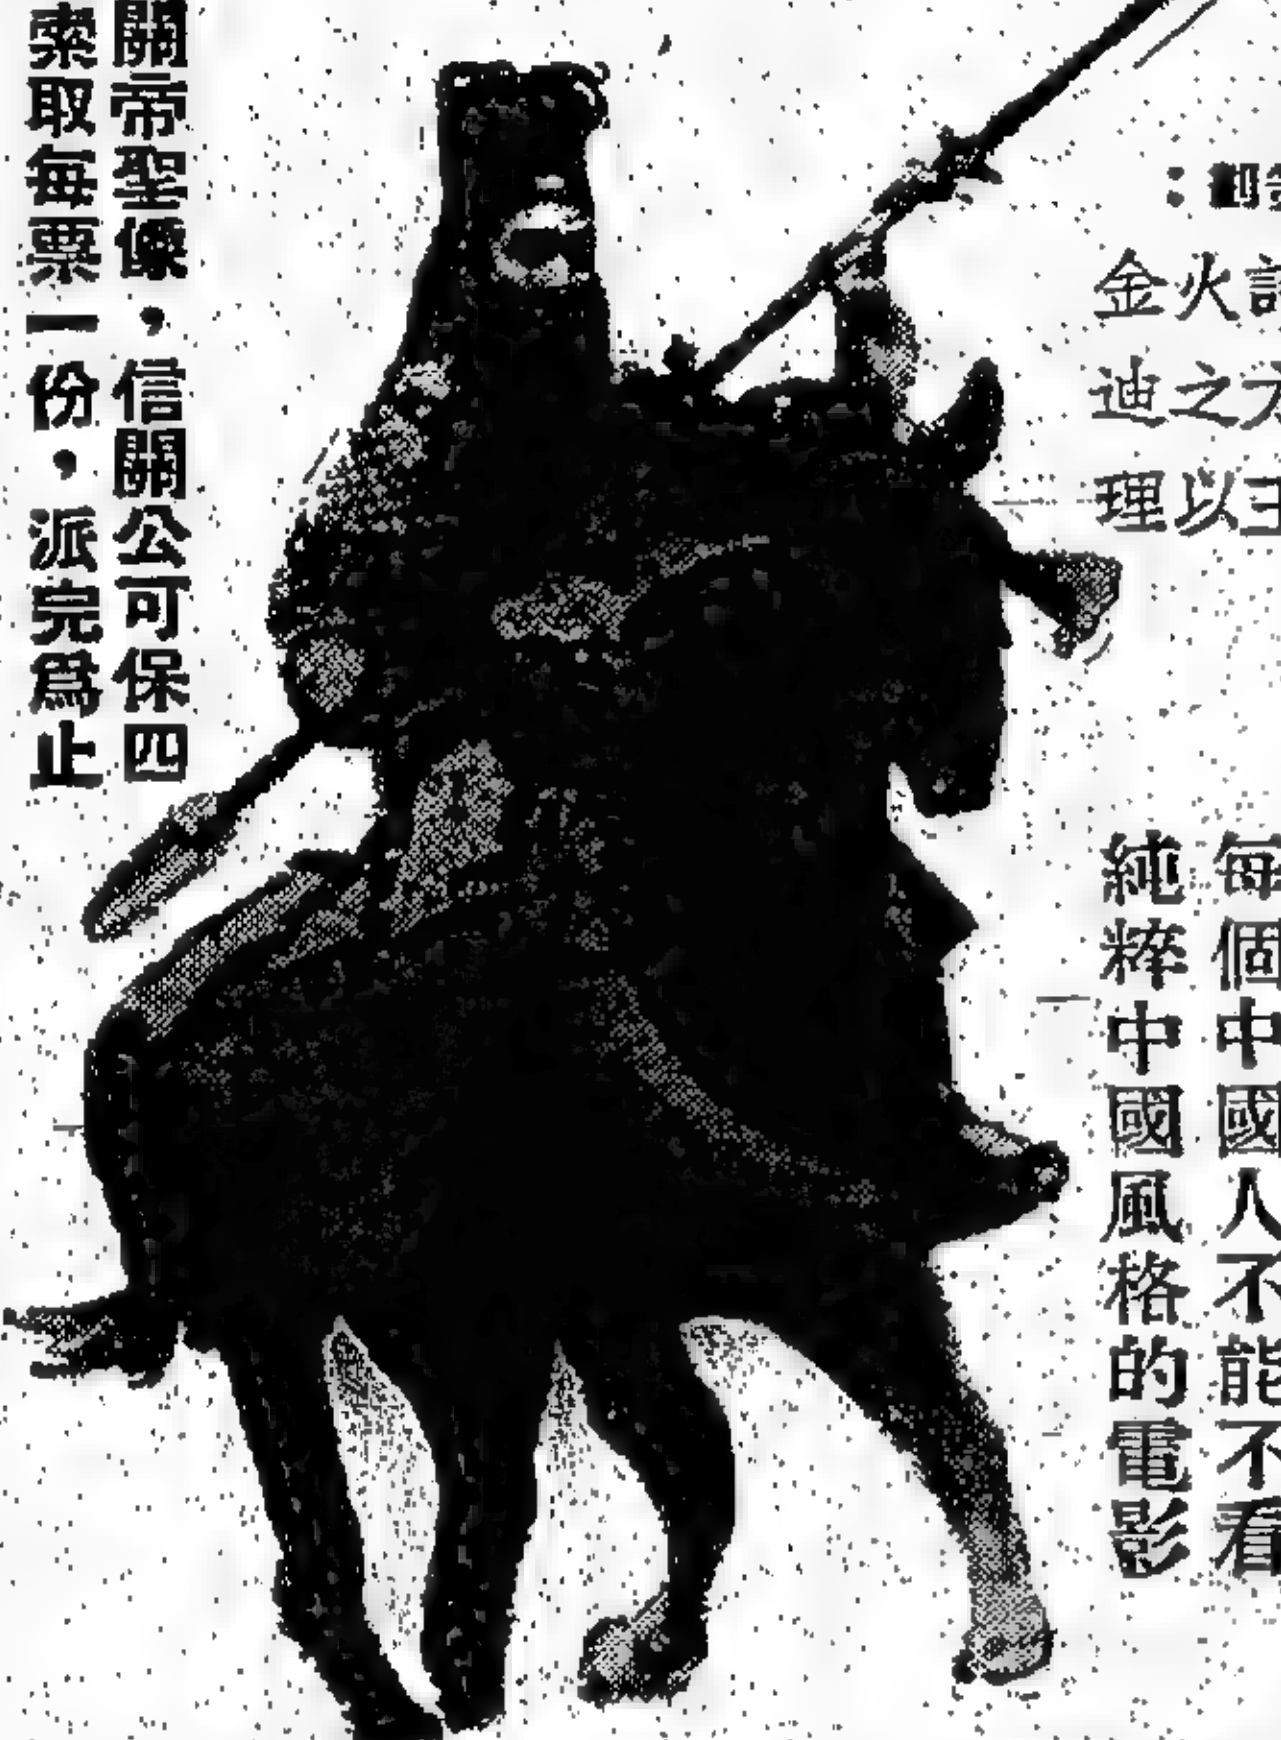 火之以
金迪理
每個中國人不能不看
純粹中國風格的電影
關帝聖像，信關公可保四
索取每票一份，派完爲止